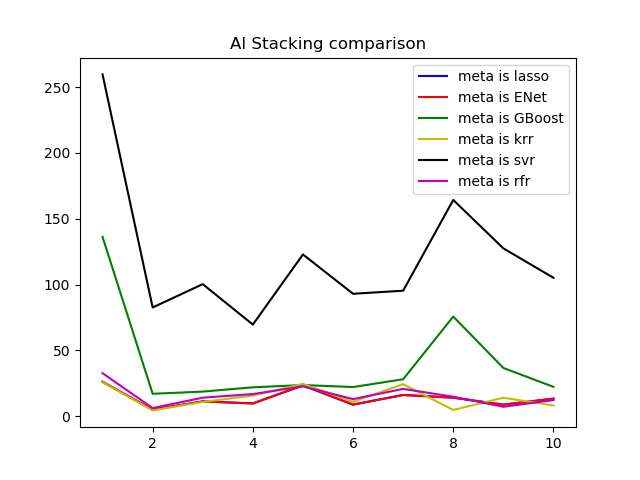 Al Stacking comparison
meta is lasso
meta is ENet
meta is GBoost
meta is krr
meta is svr
meta is rfr
250
200
150
100
50
0
2 4 6 8 10